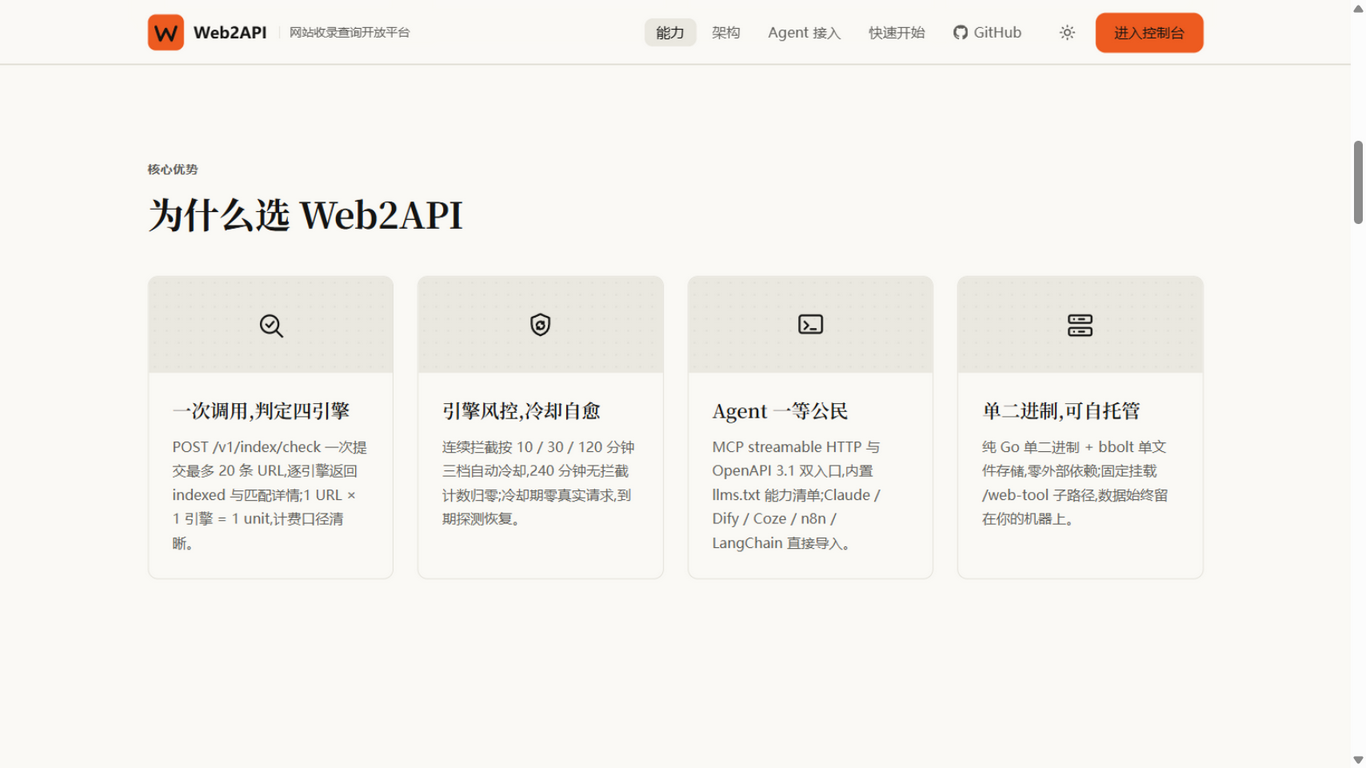 W Web2API 网站收录查询开放平台 能力 架构 Agent 接入 快速开始 GitHub 进入控制台
核心优势
为什么选 Web2API
一次调用,判定四引擎
POST /v1/index/check 一次提
交最多 20 条 URL,逐引擎返回
indexed 与匹配详情;1 URL ×
1 引擎 = 1 unit,计费口径清
晰。
引擎风控,冷却自愈
连续拦截按 10 / 30 / 120 分钟
三档自动冷却,240 分钟无拦截
计数归零;冷却期零真实请求,到
期探测恢复。
Agent 一等公民
MCP streamable HTTP 与
OpenAPI 3.1 双入口,内置
llms.txt 能力清单;Claude /
Dify / Coze / n8n /
LangChain 直接导入。
单二进制,可自托管
纯 Go 单二进制 + bbolt 单文
件存储,零外部依赖;固定挂载
/web-tool 子路径,数据始终留
在你的机器上。